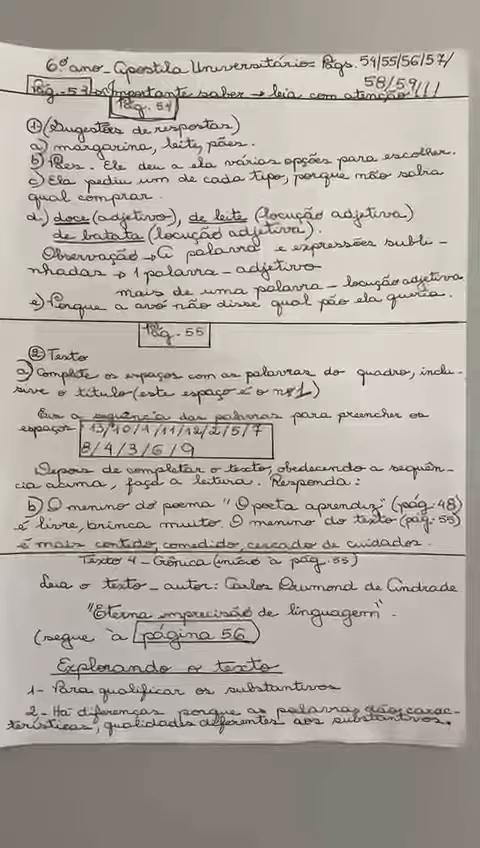 6º ano - Apostila Universitário = Págs. 54/55/56/57/
58/59!!!
Pág. 53 → Importante saber → leia com atenção!!!
Pág. 54
① (Sugestões de respostas)
a) margarina, leite, pães.
b) Pães. Ele deu a ela várias opções para escolher.
c) Ela pediu um de cada tipo, porque não sabia
qual comprar.
d) doce (adjetivo), de leite (locução adjetiva)
de batata (locução adjetiva).
Observação → A palavra e expressões subli-
nhadas → 1 palavra - adjetivo
mais de uma palavra - locução adjetiva
e) Porque a avó não disse qual pão ela queria.
Pág. 55
② Texto
a) Complete os espaços com as palavras do quadro, inclu-
sive o título (este espaço é o nº 1)
Eis a sequência das palavras para preencher os
espaços 13/10/1/11/12/2/5/7
8/4/3/6/9
Depois de completar o texto, obedecendo a sequên-
cia acima, faça a leitura. Responda:
b) O menino do poema "O poeta aprendiz" (pág. 48)
é livre, brinca muito. O menino do texto (pág. 55)
é mais contido, comedido, cercado de cuidados.
Texto 4 - Crônica (início à pág. 55)
Leia o texto - autor: Carlos Drumond de Andrade
"Eterna imprecisão de linguagem".
(segue à página 56)
Explorando o texto
1 - Para qualificar os substantivos
2 - Há diferenças porque as palavras dão carac-
terísticas, qualidades diferentes aos substantivos.